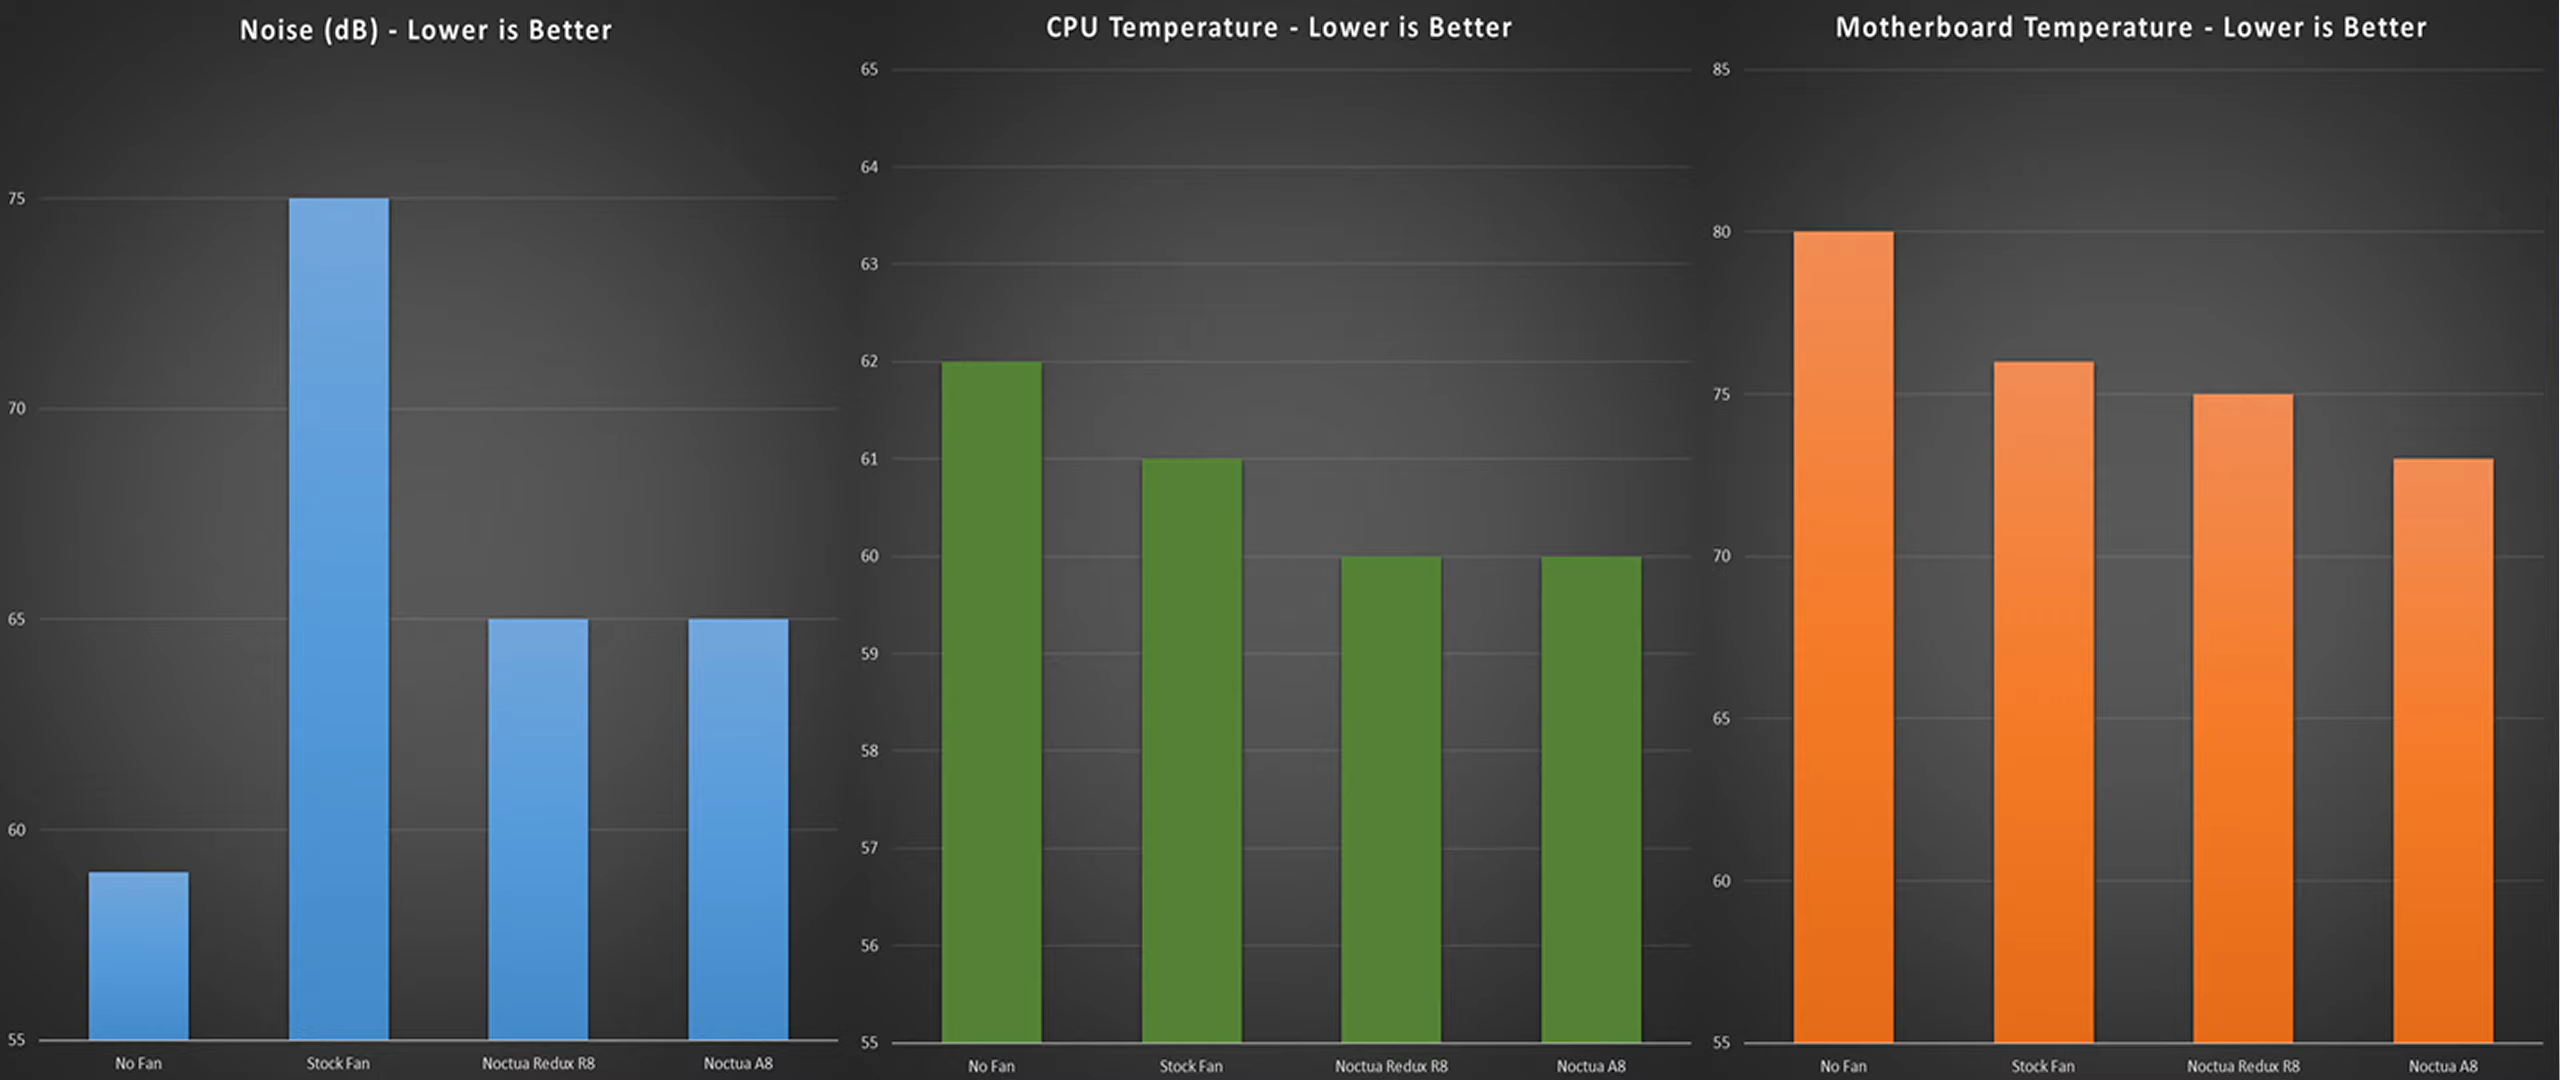 Noise (dB) - Lower is Better
75
70
65
60
55
No Fan
Stock Fan
Noctua Redux R8
Noctua A8
CPU Temperature - Lower is Better
65
64
63
62
61
60
59
58
57
56
55
No Fan
Stock Fan
Noctua Redux R8
Noctua A8
Motherboard Temperature - Lower is Better
85
80
75
70
65
60
55
No Fan
Stock Fan
Noctua Redux R8
Noctua A8